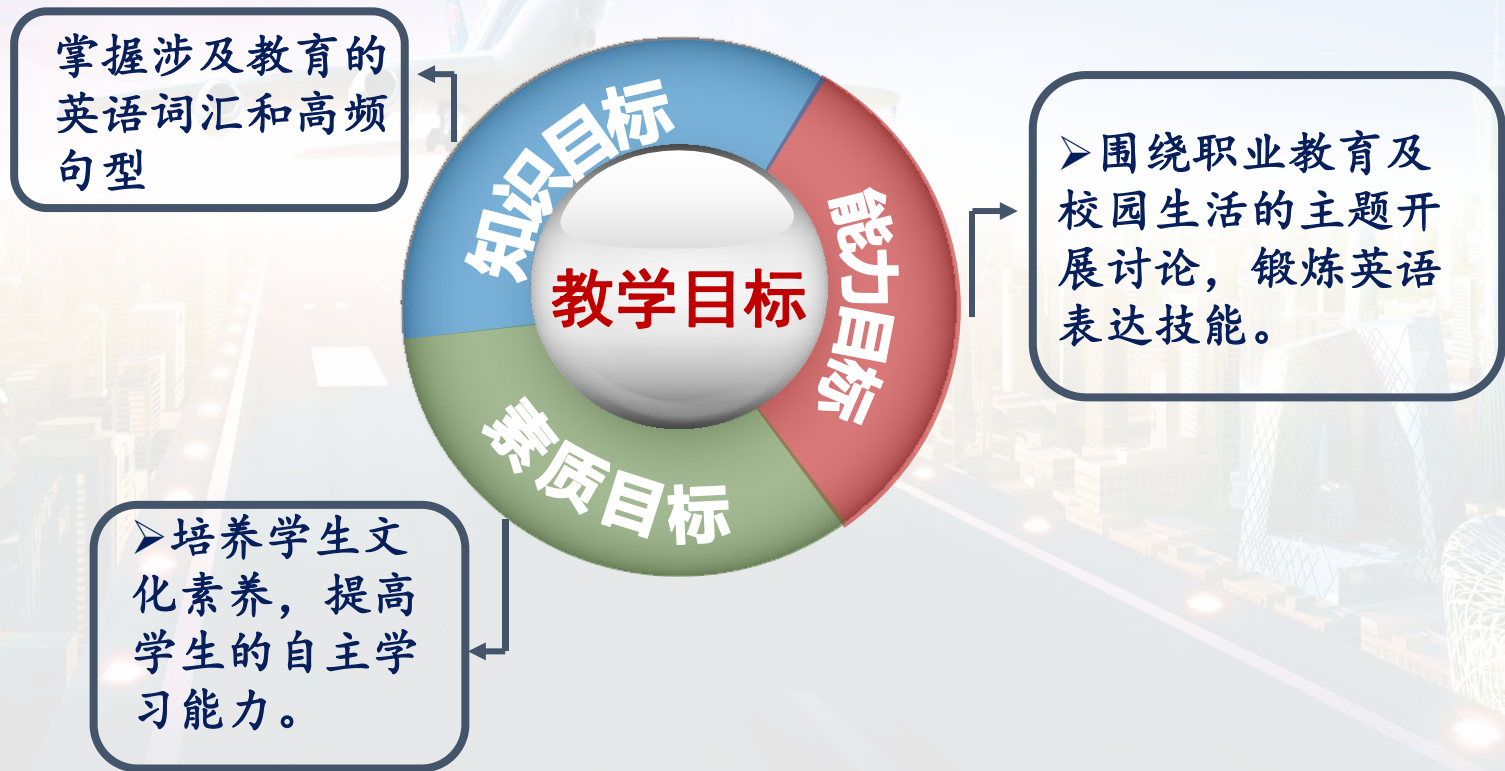 掌握涉及教育的
英语词汇和高频
句型
知识目标
教学目标
能力目标
➢围绕职业教育及
校园生活的主题开
展讨论，锻炼英语
表达技能。
素质目标
➢培养学生文
化素养，提高
学生的自主学
习能力。